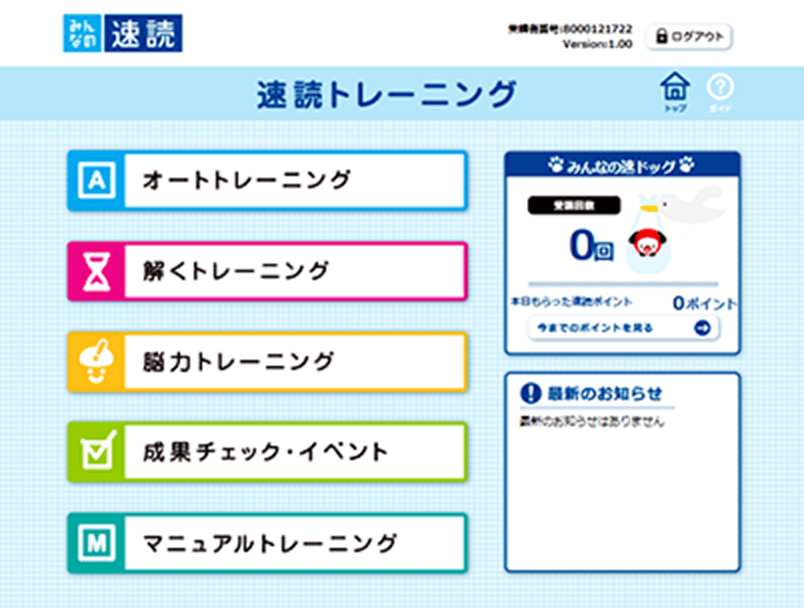 みんなの速読
受講者番号:8000121722
Version:1.00
ログアウト
速読トレーニング
トップ
ガイド
A オートトレーニング
解くトレーニング
脳力トレーニング
成果チェック・イベント
M マニュアルトレーニング
みんなの速ドッグ
受講回数
0回
本日もらった速読ポイント 0ポイント
今までのポイントを見る
最新のお知らせ
最新のお知らせはありません